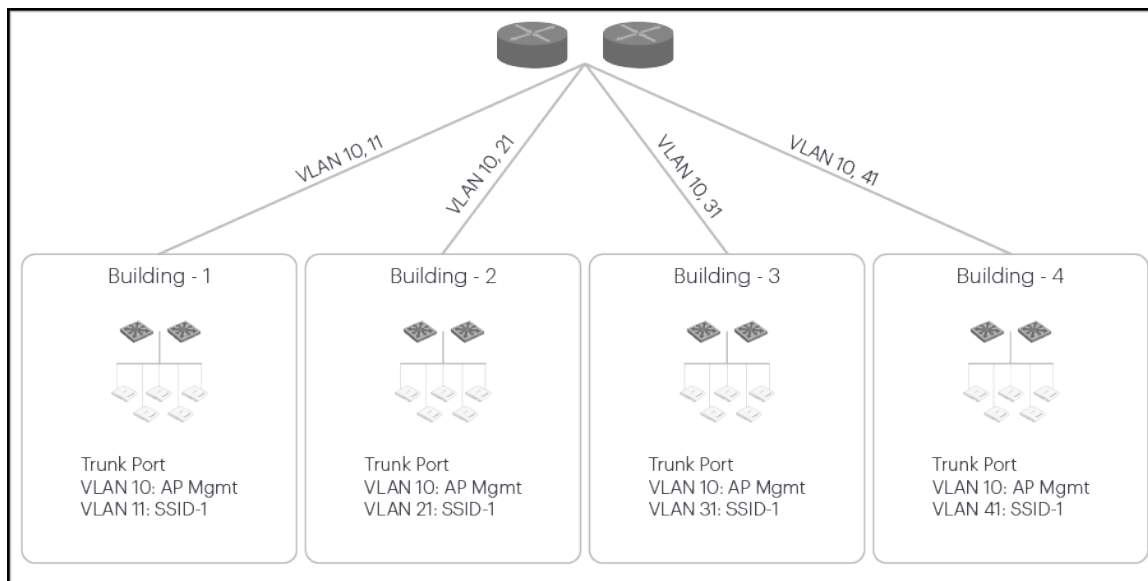 VLAN 10, 11
VLAN 10, 21
VLAN 10, 31
VLAN 10, 41
Building - 1
Trunk Port
VLAN 10: AP Mgmt
VLAN 11: SSID-1
Building - 2
Trunk Port
VLAN 10: AP Mgmt
VLAN 21: SSID-1
Building - 3
Trunk Port
VLAN 10: AP Mgmt
VLAN 31: SSID-1
Building - 4
Trunk Port
VLAN 10: AP Mgmt
VLAN 41: SSID-1